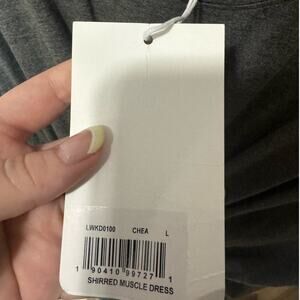 LWKD0100 CHEA L
1 90410 99727 1
SHIRRED MUSCLE DRESS